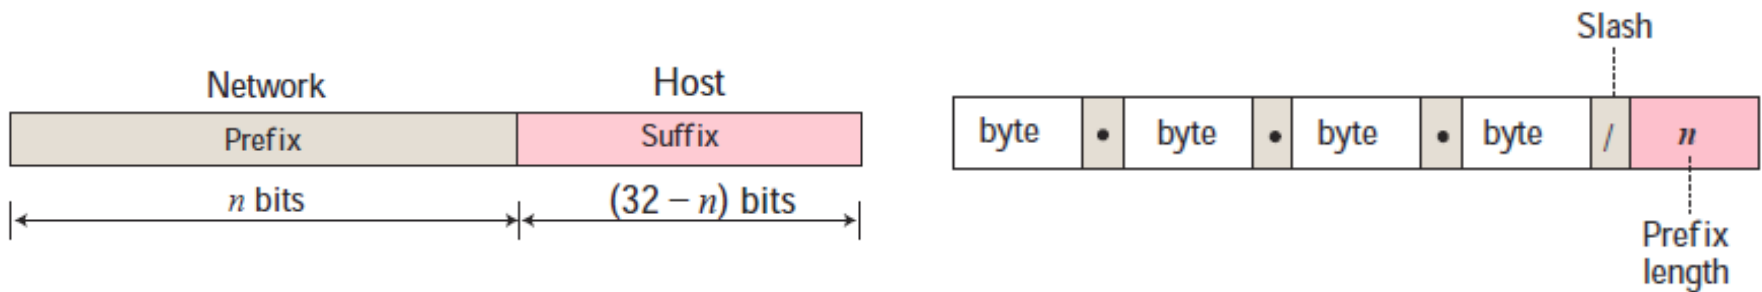 Network Host
Prefix Suffix
n bits (32 – n) bits
Slash
byte • byte • byte • byte / n
Prefix
length